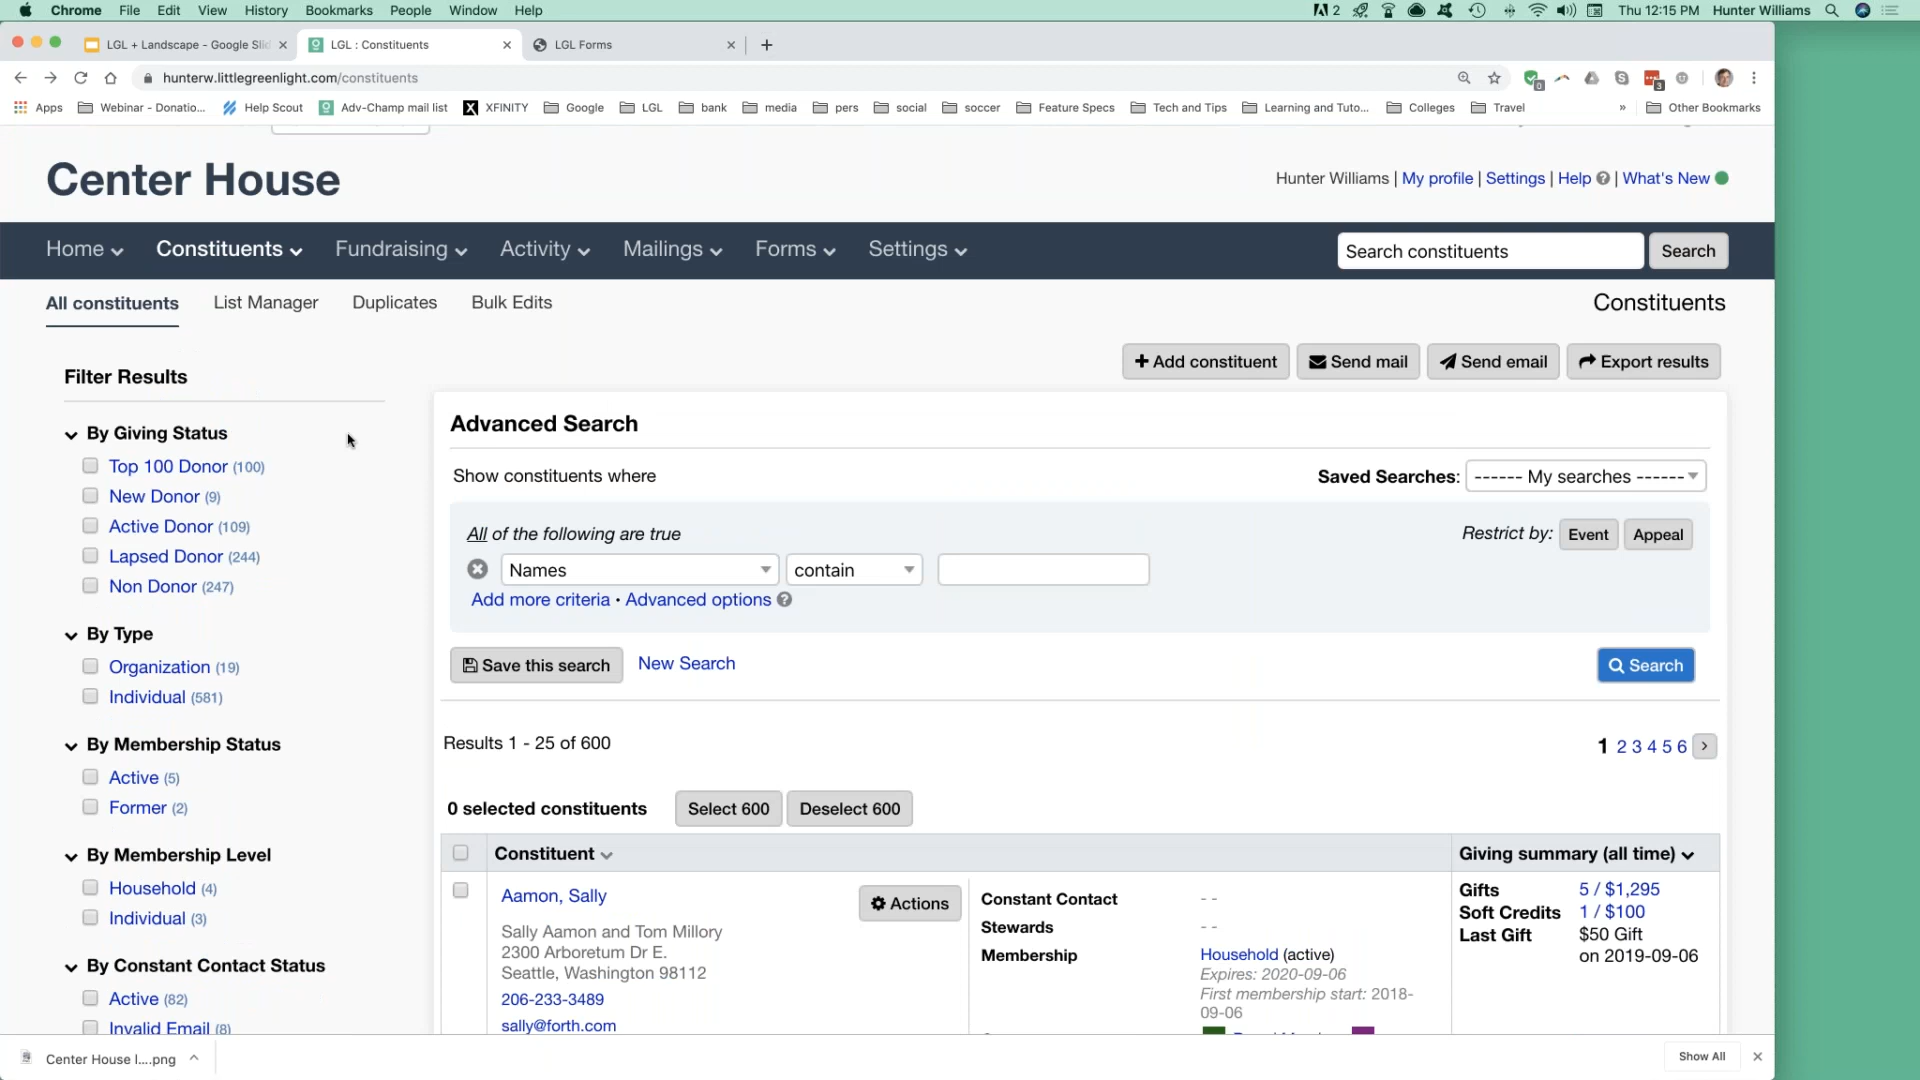 Chrome File Edit View History Bookmarks People Window Help
2 Thu 12:15 PM Hunter Williams
LGL + Landscape - Google Slid
LGL : Constituents
LGL Forms
hunterw.littlegreenlight.com/constituents
Apps Webinar - Donatio... Help Scout Adv-Champ mail list XFINITY Google LGL bank media pers social soccer Feature Specs Tech and Tips Learning and Tuto... Colleges Travel » Other Bookmarks
Center House
Hunter Williams | My profile | Settings | Help | What's New
Home Constituents Fundraising Activity Mailings Forms Settings Search constituents Search
All constituents List Manager Duplicates Bulk Edits Constituents
+ Add constituent Send mail Send email Export results
Filter Results
By Giving Status
Top 100 Donor (100)
New Donor (9)
Active Donor (109)
Lapsed Donor (244)
Non Donor (247)
By Type
Organization (19)
Individual (581)
By Membership Status
Active (5)
Former (2)
By Membership Level
Household (4)
Individual (3)
By Constant Contact Status
Active (82)
Invalid Email (8)
Advanced Search
Show constituents where
Saved Searches: ------ My searches ------
All of the following are true
Restrict by: Event Appeal
Names contain
Add more criteria • Advanced options
Save this search New Search Search
Results 1 - 25 of 600
1 2 3 4 5 6 >
0 selected constituents Select 600 Deselect 600
Constituent Giving summary (all time)
Aamon, Sally
Actions
Sally Aamon and Tom Millory
2300 Arboretum Dr E.
Seattle, Washington 98112
206-233-3489
sally@forth.com
Constant Contact - -
Stewards - -
Membership Household (active)
Expires: 2020-09-06
First membership start: 2018-
09-06
Gifts 5 / $1,295
Soft Credits 1 / $100
Last Gift $50 Gift
on 2019-09-06
Center House l....png
Show All